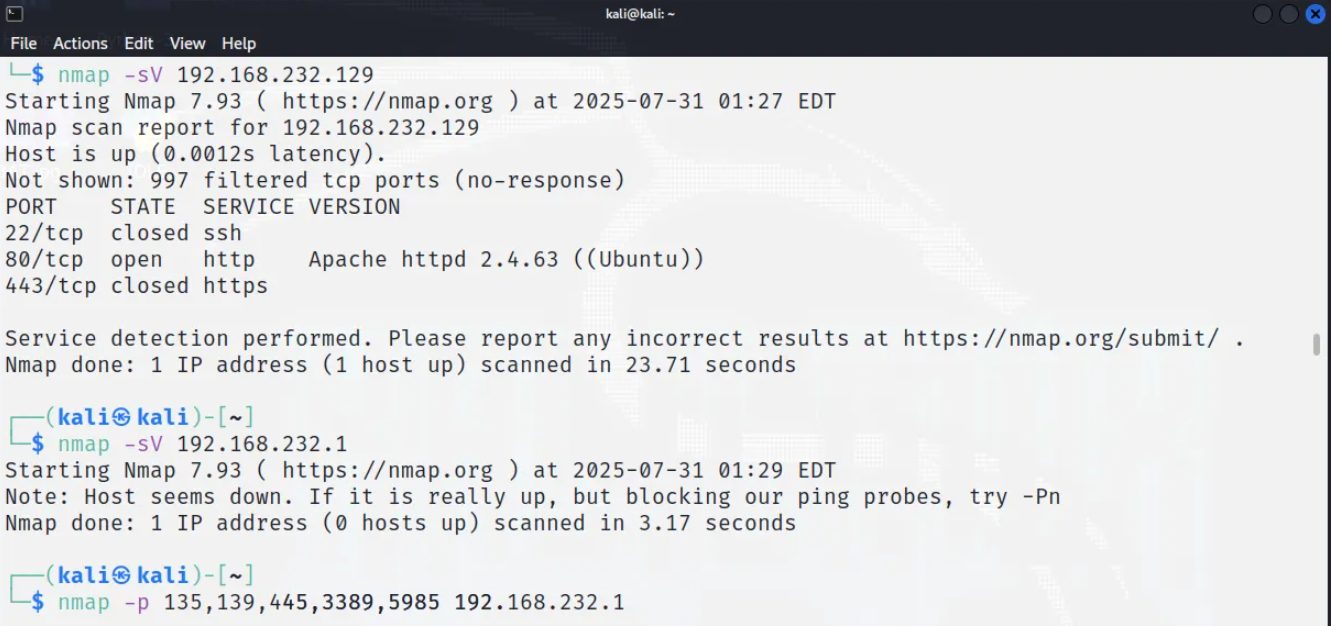 kali@kali: ~
File Actions Edit View Help
└─$ nmap -sV 192.168.232.129
Starting Nmap 7.93 ( https://nmap.org ) at 2025-07-31 01:27 EDT
Nmap scan report for 192.168.232.129
Host is up (0.0012s latency).
Not shown: 997 filtered tcp ports (no-response)
PORT    STATE  SERVICE VERSION
22/tcp  closed ssh
80/tcp  open   http    Apache httpd 2.4.63 ((Ubuntu))
443/tcp closed https
Service detection performed. Please report any incorrect results at https://nmap.org/submit/ .
Nmap done: 1 IP address (1 host up) scanned in 23.71 seconds
┌──(kali㉿kali)-[~]
└─$ nmap -sV 192.168.232.1
Starting Nmap 7.93 ( https://nmap.org ) at 2025-07-31 01:29 EDT
Note: Host seems down. If it is really up, but blocking our ping probes, try -Pn
Nmap done: 1 IP address (0 hosts up) scanned in 3.17 seconds
┌──(kali㉿kali)-[~]
└─$ nmap -p 135,139,445,3389,5985 192.168.232.1